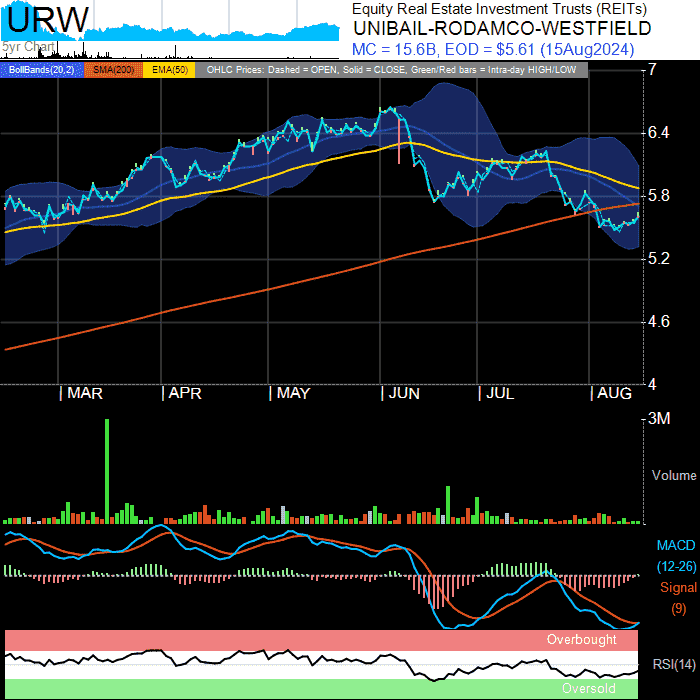 URW
5yr Chart
Equity Real Estate Investment Trusts (REITs)
UNIBAIL-RODAMCO-WESTFIELD
MC = 15.6B, EOD = $5.61 (15Aug2024)
BollBands(20,2) SMA(200) EMA(50) OHLC Prices: Dashed = OPEN, Solid = CLOSE, Green/Red bars = Intra-day HIGH/LOW
7
6.4
5.8
5.2
4.6
4
MAR APR MAY JUN JUL AUG
3M
Volume
MACD
(12-26)
Signal
(9)
Overbought
RSI(14)
Oversold